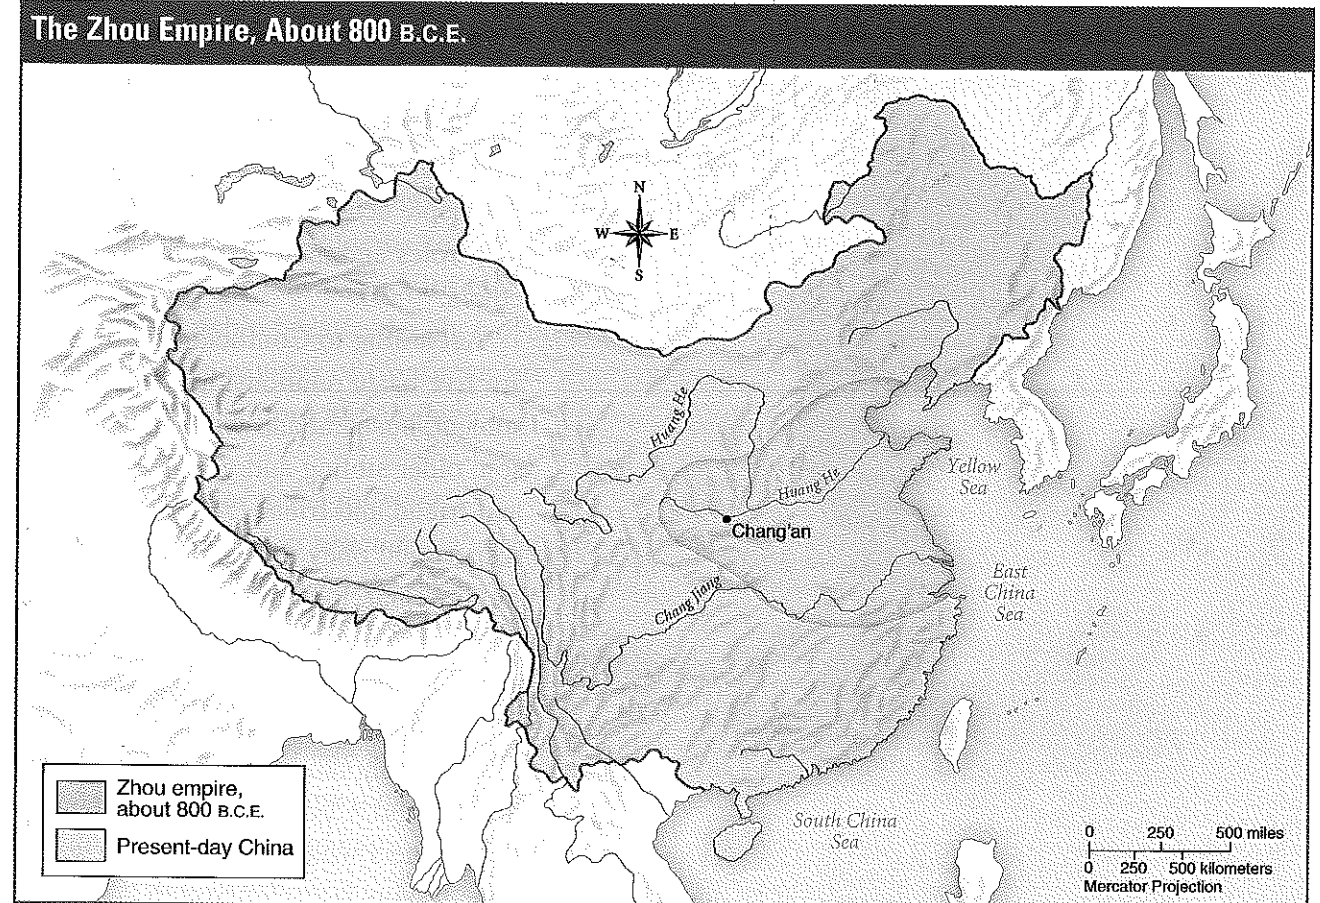 The Zhou Empire, About 800 B.C.E.
N
W E
S
Huang He
Huang He
Yellow
Sea
Chang'an
East
China
Sea
Chang Jiang
Zhou empire,
about 800 B.C.E.
Present-day China
South China
Sea
0 250 500 miles
0 250 500 kilometers
Mercator Projection